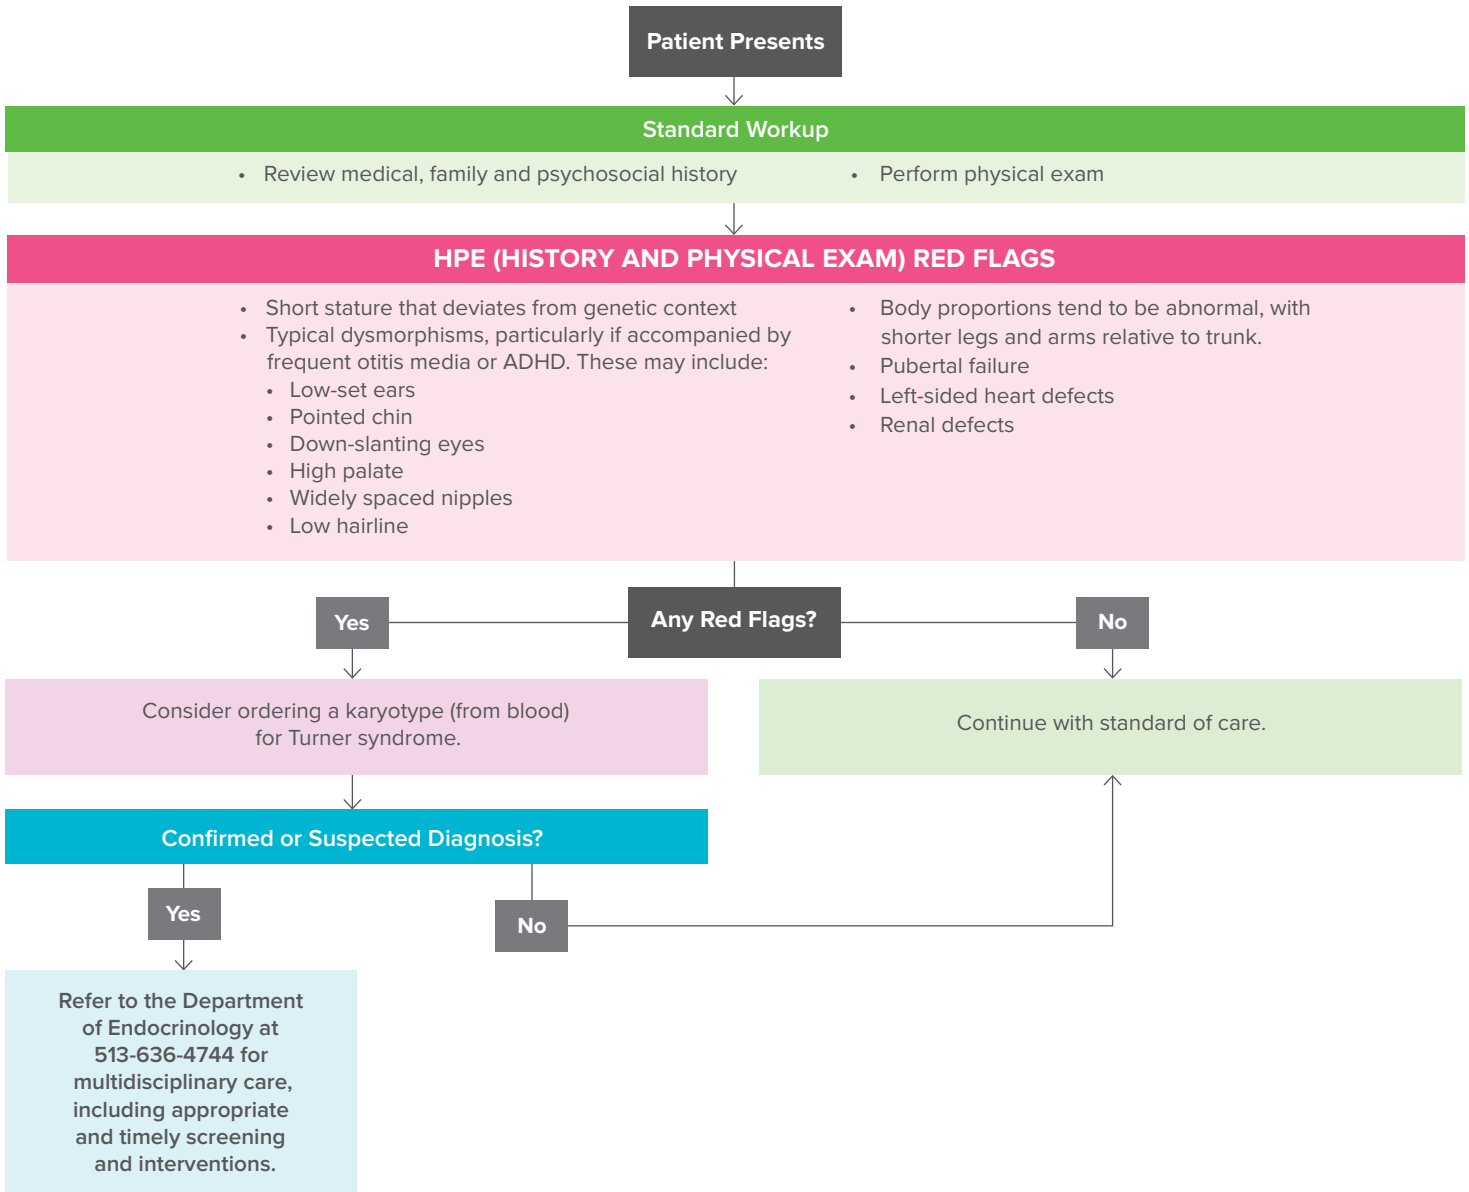 Patient Presents
Standard Workup
• Review medical, family and psychosocial history
• Perform physical exam
HPE (HISTORY AND PHYSICAL EXAM) RED FLAGS
• Short stature that deviates from genetic context
• Typical dysmorphisms, particularly if accompanied by
frequent otitis media or ADHD. These may include:
• Low-set ears
• Pointed chin
• Down-slanting eyes
• High palate
• Widely spaced nipples
• Low hairline
• Body proportions tend to be abnormal, with
shorter legs and arms relative to trunk.
• Pubertal failure
• Left-sided heart defects
• Renal defects
Any Red Flags?
Yes
No
Consider ordering a karyotype (from blood)
for Turner syndrome.
Continue with standard of care.
Confirmed or Suspected Diagnosis?
Yes
No
Refer to the Department
of Endocrinology at
513-636-4744 for
multidisciplinary care,
including appropriate
and timely screening
and interventions.